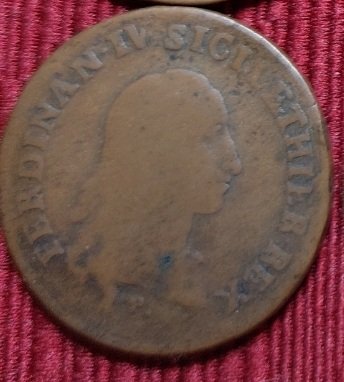 FERDINAN·IV·SICI ET HIER REX
P